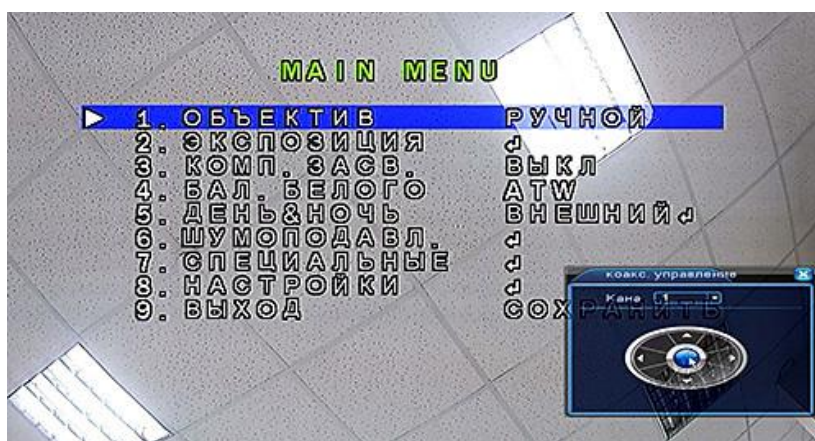 MAIN MENU
1. ОБЪЕКТИВ РУЧНОЙ
2. ЭКСПОЗИЦИЯ ↲
3. КОМП. ЗАСВ. ВЫКЛ
4. БАЛ. БЕЛОГО ATW
5. ДЕНЬ&НОЧЬ ВНЕШНИЙ↲
6. ШУМОПОДАВЛ. ↲
7. СПЕЦИАЛЬНЫЕ ↲
8. НАСТРОЙКИ ↲
9. ВЫХОД СОХРАНИТЬ
коакс. управление
Кана 1